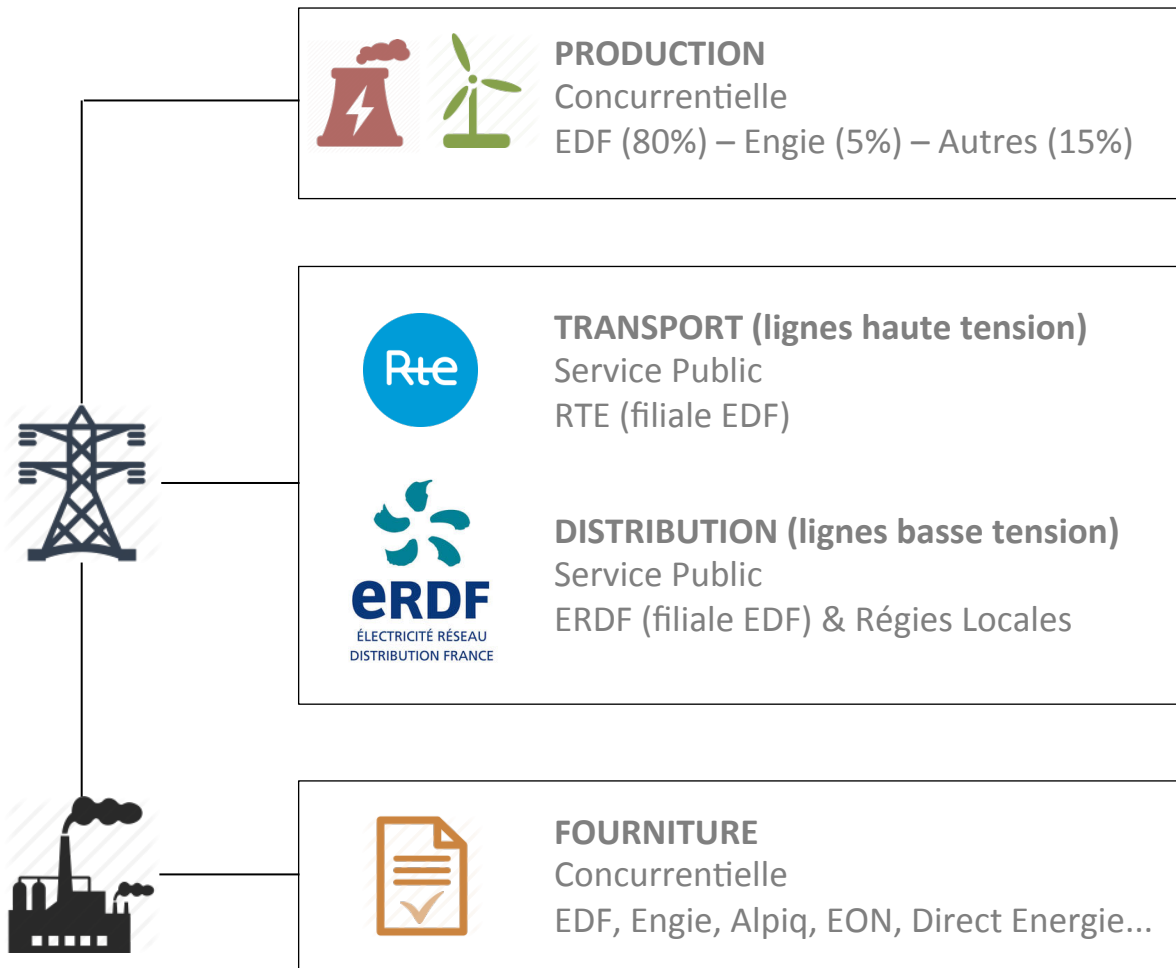 PRODUCTION
Concurrentielle
EDF (80%) – Engie (5%) – Autres (15%)
Rte
TRANSPORT (lignes haute tension)
Service Public
RTE (filiale EDF)
eRDF
ÉLECTRICITÉ RÉSEAU
DISTRIBUTION FRANCE
DISTRIBUTION (lignes basse tension)
Service Public
ERDF (filiale EDF) & Régies Locales
FOURNITURE
Concurrentielle
EDF, Engie, Alpiq, EON, Direct Energie...